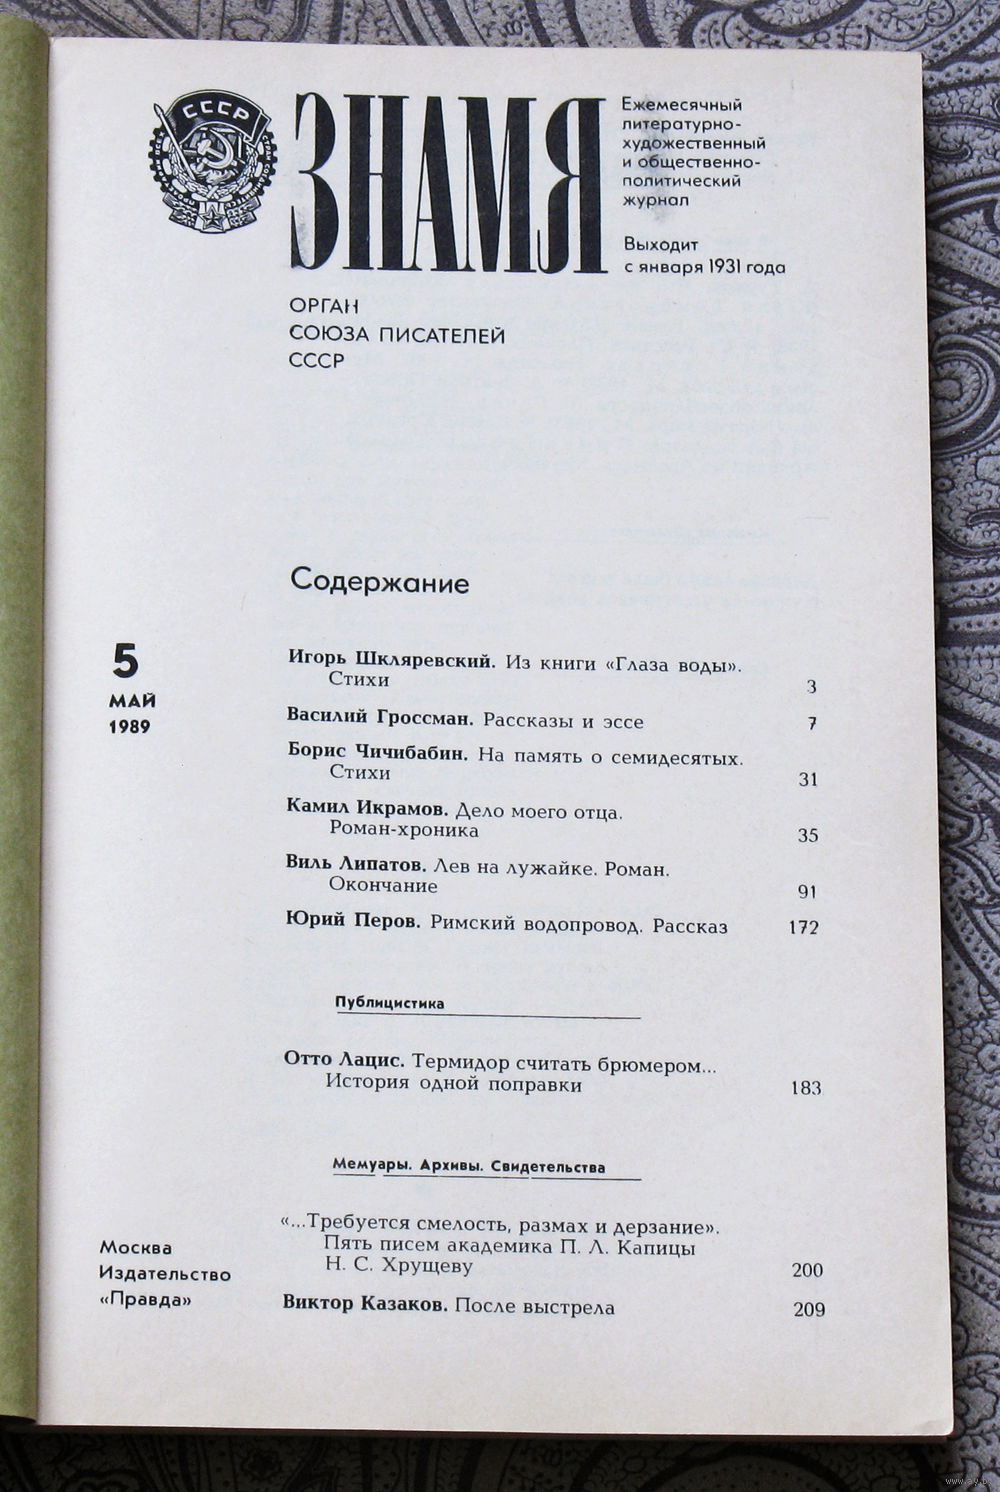 СССР
ЗНАМЯ
Ежемесячный
литературно-
художественный
и общественно-
политический
журнал
Выходит
с января 1931 года
ОРГАН
СОЮЗА ПИСАТЕЛЕЙ
СССР
Содержание
5
МАЙ
1989
Игорь Шкляревский. Из книги «Глаза воды».
Стихи 3
Василий Гроссман. Рассказы и эссе 7
Борис Чичибабин. На память о семидесятых.
Стихи 31
Камил Икрамов. Дело моего отца.
Роман-хроника 35
Виль Липатов. Лев на лужайке. Роман.
Окончание 91
Юрий Перов. Римский водопровод. Рассказ 172
Публицистика
Отто Лацис. Термидор считать брюмером...
История одной поправки 183
Мемуары. Архивы. Свидетельства
«...Требуется смелость, размах и дерзание».
Пять писем академика П. Л. Капицы
Н. С. Хрущеву 200
Виктор Казаков. После выстрела 209
Москва
Издательство
«Правда»